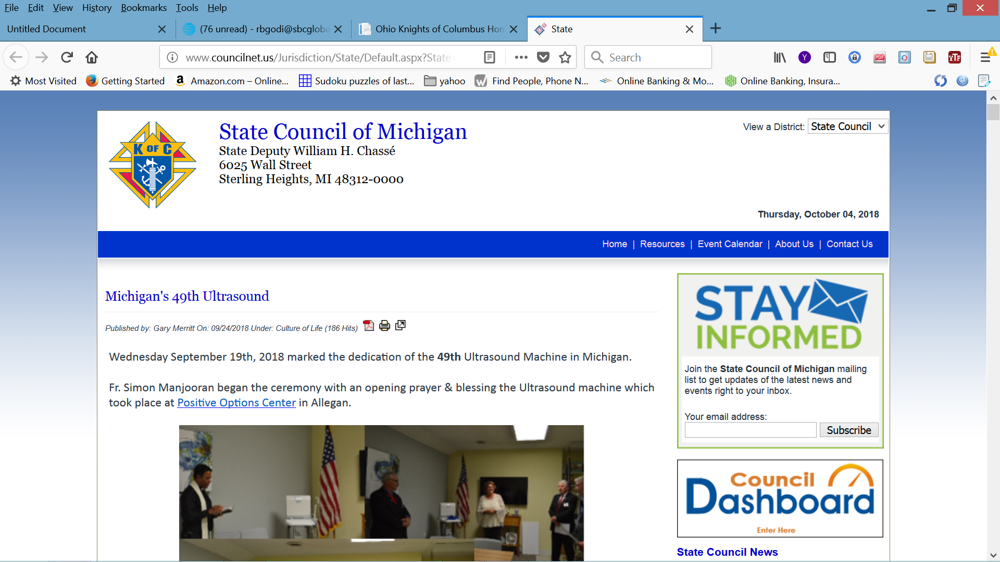 File Edit View History Bookmarks Tools Help
Untitled Document
(76 unread) - rbgodi@sbcgloba
Ohio Knights of Columbus Hom
State
www.councilnet.us/Jurisdiction/State/Default.aspx?State=
Search
Y
PDF
YTF
Most Visited
Getting Started
Amazon.com – Online...
Sudoku puzzles of last...
yahoo
Find People, Phone N...
Online Banking & Mo...
Online Banking, Insura...
K OF C
State Council of Michigan
State Deputy William H. Chassé
6025 Wall Street
Sterling Heights, MI 48312-0000
View a District: State Council
Thursday, October 04, 2018
Home | Resources | Event Calendar | About Us | Contact Us
Michigan's 49th Ultrasound
Published by: Gary Merritt On: 09/24/2018 Under: Culture of Life (186 Hits)
Wednesday September 19th, 2018 marked the dedication of the 49th Ultrasound Machine in Michigan.
Fr. Simon Manjooran began the ceremony with an opening prayer & blessing the Ultrasound machine which
took place at Positive Options Center in Allegan.
STAY
INFORMED
Join the State Council of Michigan mailing
list to get updates of the latest news and
events right to your inbox.
Your email address:
Subscribe
Council
Dashboard
Enter Here
State Council News